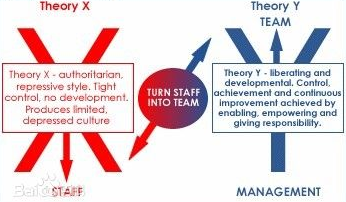 Theory X
Theory X - authoritarian,
repressive style. Tight
control, no development.
Produces limited,
depressed culture
STAFF
TURN STAFF
INTO TEAM
Theory Y
TEAM
Theory Y - liberating and
developmental. Control,
achievement and continuous
improvement achieved by
enabling, empowering and
giving responsibility.
MANAGEMENT